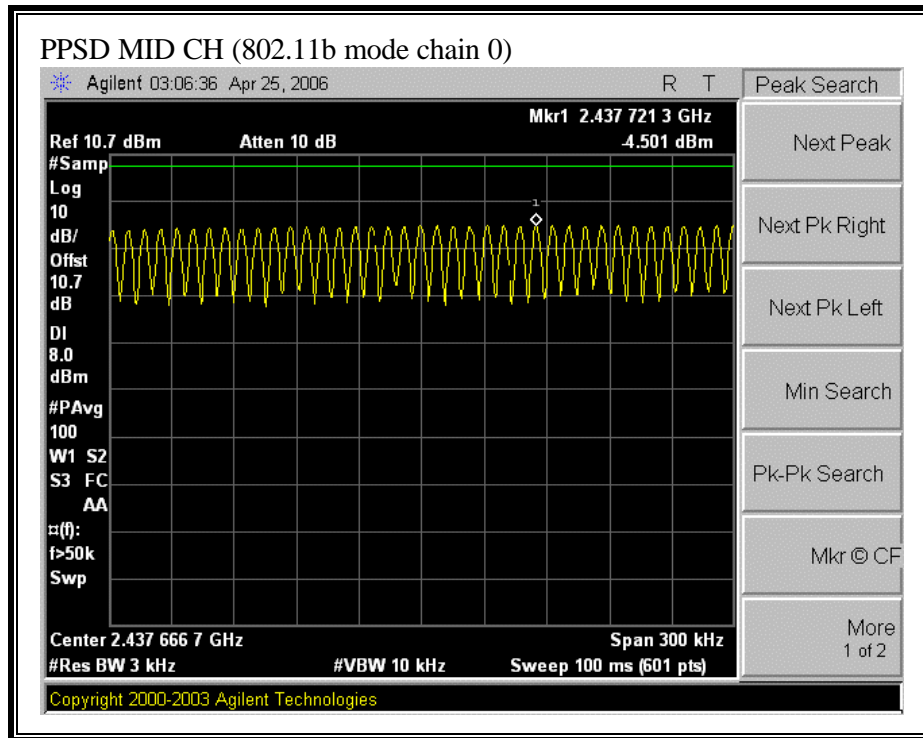 PPSD MID CH (802.11b mode chain 0)
Agilent 03:06:36 Apr 25, 2006 R T
Peak Search
Mkr1 2.437 721 3 GHz
Ref 10.7 dBm Atten 10 dB -4.501 dBm
#Samp
Log
10
dB/
Offst
10.7
dB
DI
8.0
dBm
#PAvg
100
W1 S2
S3 FC
AA
¤(f):
f>50k
Swp
1
Center 2.437 666 7 GHz Span 300 kHz
#Res BW 3 kHz #VBW 10 kHz Sweep 100 ms (601 pts)
Copyright 2000-2003 Agilent Technologies
Next Peak
Next Pk Right
Next Pk Left
Min Search
Pk-Pk Search
Mkr © CF
More
1 of 2